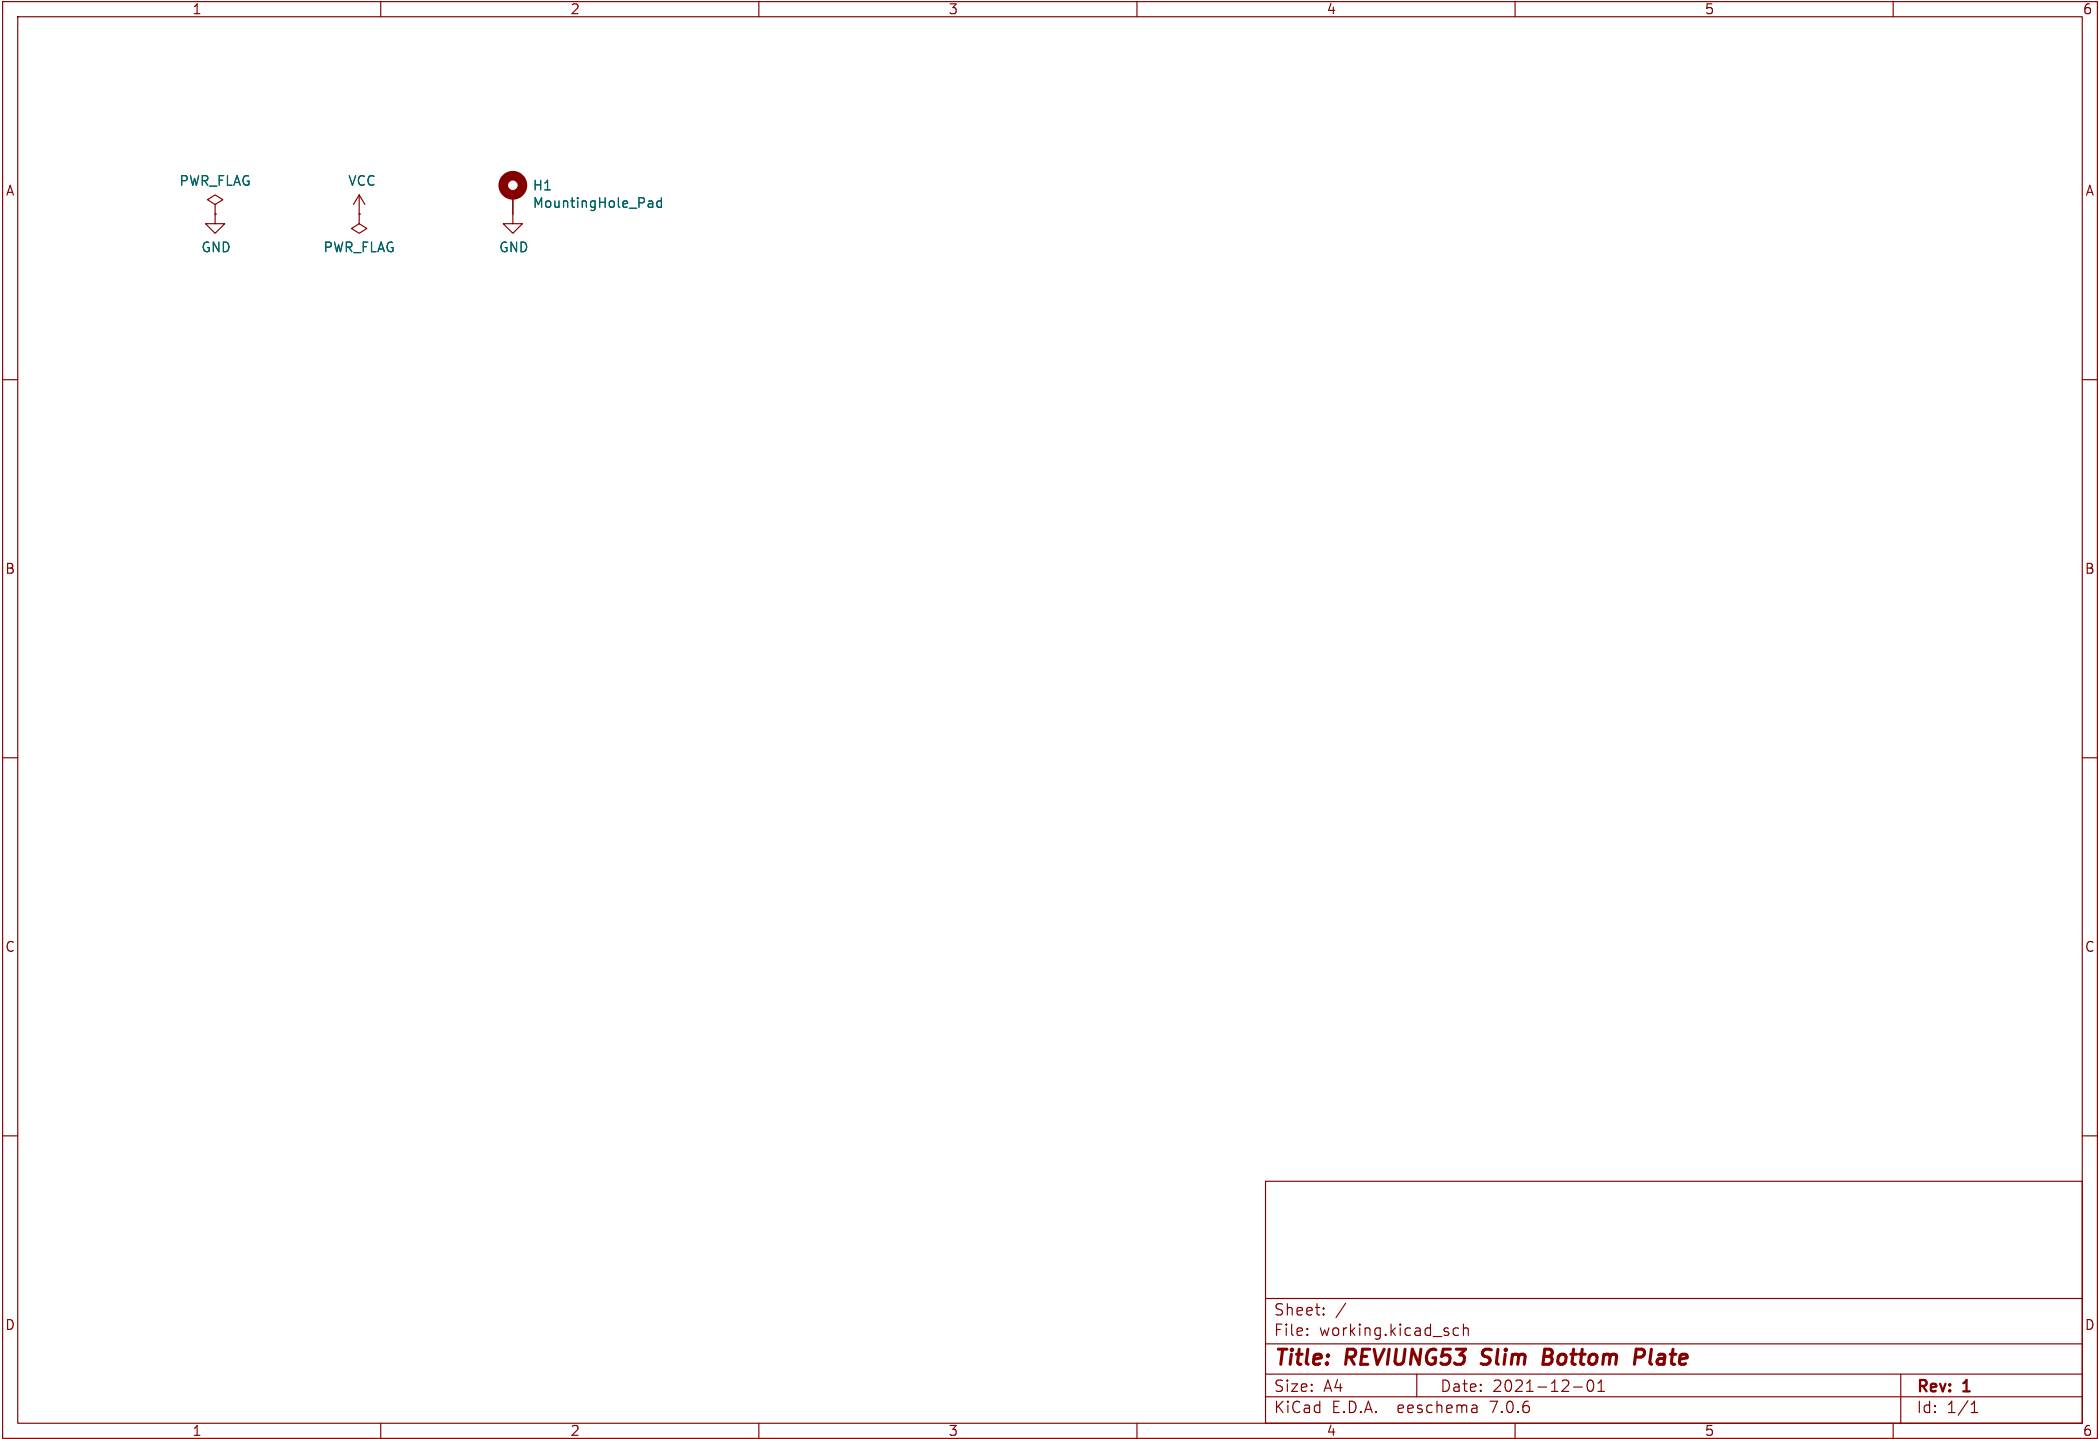 1 2 3 4 5 6
A A
PWR_FLAG VCC
H1
MountingHole_Pad
GND PWR_FLAG GND
B B
C C
D D
Sheet: /
File: working.kicad_sch
Title: REVIUNG53 Slim Bottom Plate
Size: A4 Date: 2021-12-01 Rev: 1
KiCad E.D.A. eeschema 7.0.6 Id: 1/1
1 2 3 4 5 6